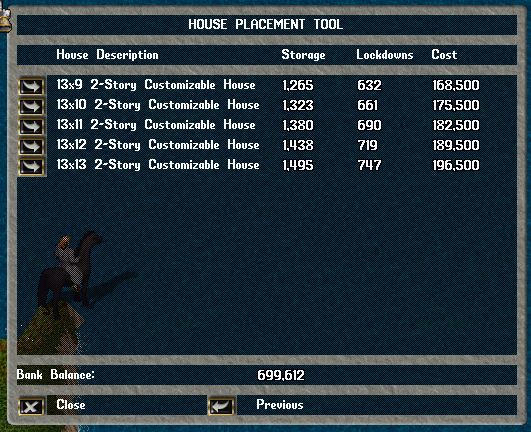 HOUSE PLACEMENT TOOL
House Description Storage Lockdowns Cost
13x9 2-Story Customizable House 1,265 632 168,500
13x10 2-Story Customizable House 1,323 661 175,500
13x11 2-Story Customizable House 1,380 690 182,500
13x12 2-Story Customizable House 1,438 719 189,500
13x13 2-Story Customizable House 1,495 747 196,500
Bank Balance: 699,612
Close Previous